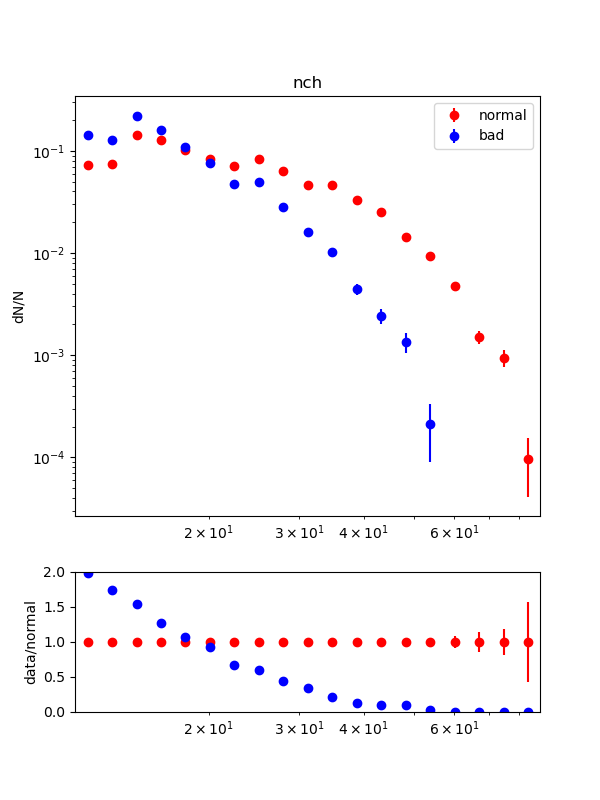 nch
normal
bad
dN/N
10⁻¹
10⁻²
10⁻³
10⁻⁴
2 × 10¹
3 × 10¹
4 × 10¹
6 × 10¹
data/normal
2.0
1.5
1.0
0.5
0.0
2 × 10¹
3 × 10¹
4 × 10¹
6 × 10¹